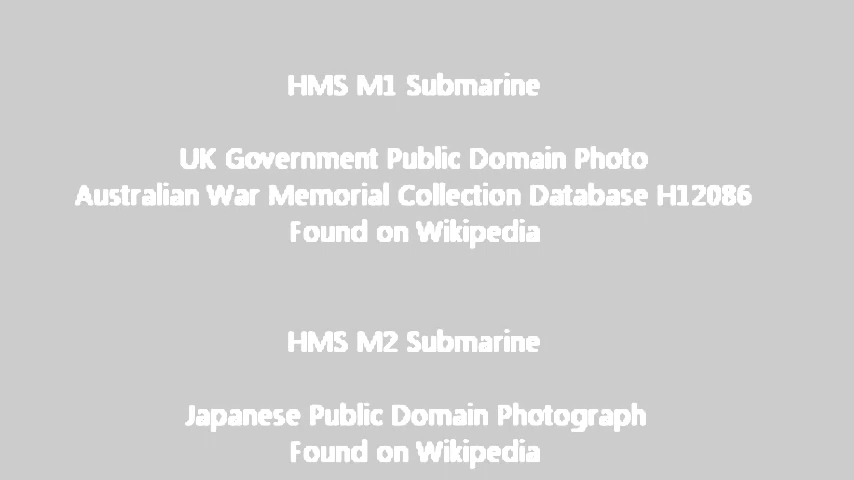 HMS M1 Submarine
UK Government Public Domain Photo
Australian War Memorial Collection Database H12086
Found on Wikipedia
HMS M2 Submarine
Japanese Public Domain Photograph
Found on Wikipedia